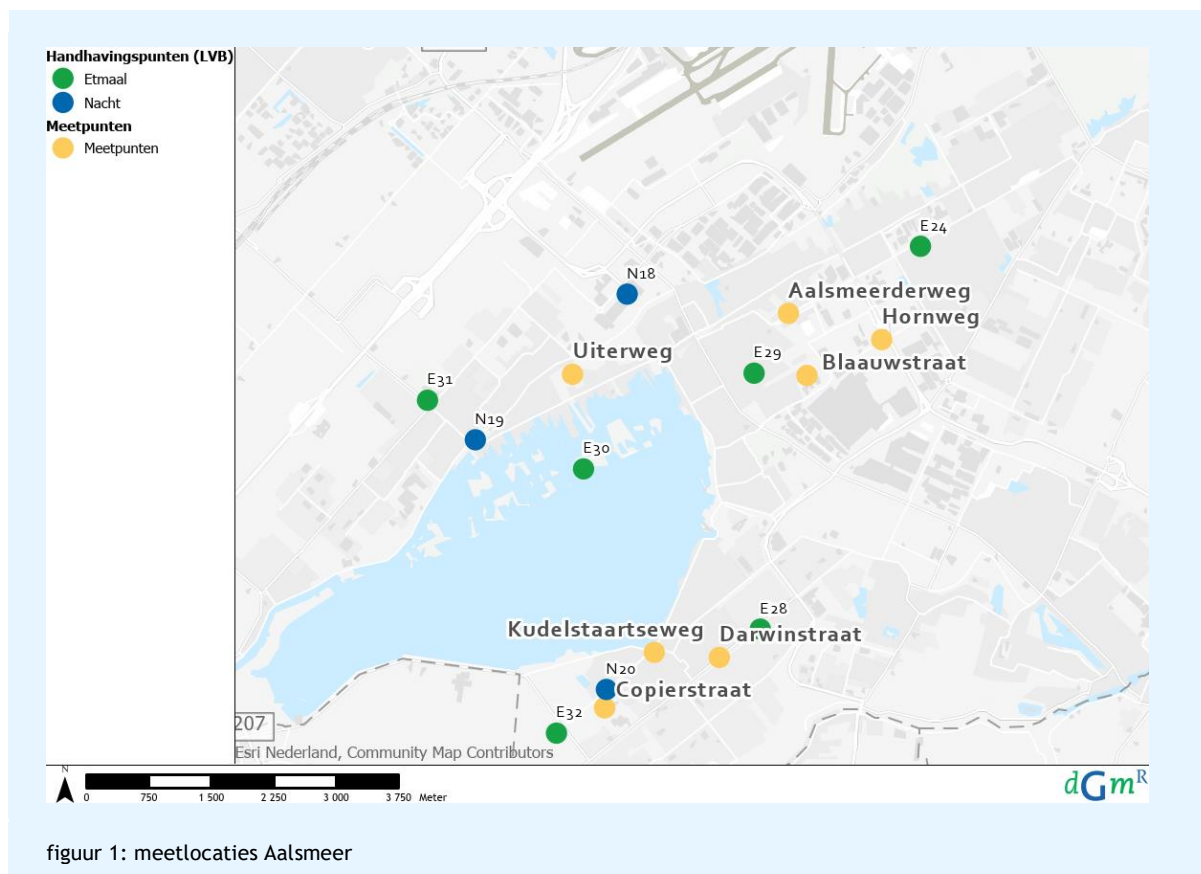 Handhavingspunten (LVB)
Etmaal
Nacht
Meetpunten
Meetpunten
E24
N18
Aalsmeerderweg
Hornweg
Uiterweg
E29
Blaauwstraat
E31
N19
E30
E28
Kudelstaartseweg
Darwinstraat
N20
Copierstraat
E32
207
Esri Nederland, Community Map Contributors
N
0 750 1 500 2 250 3 000 3 750 Meter
dGmR
figuur 1: meetlocaties Aalsmeer